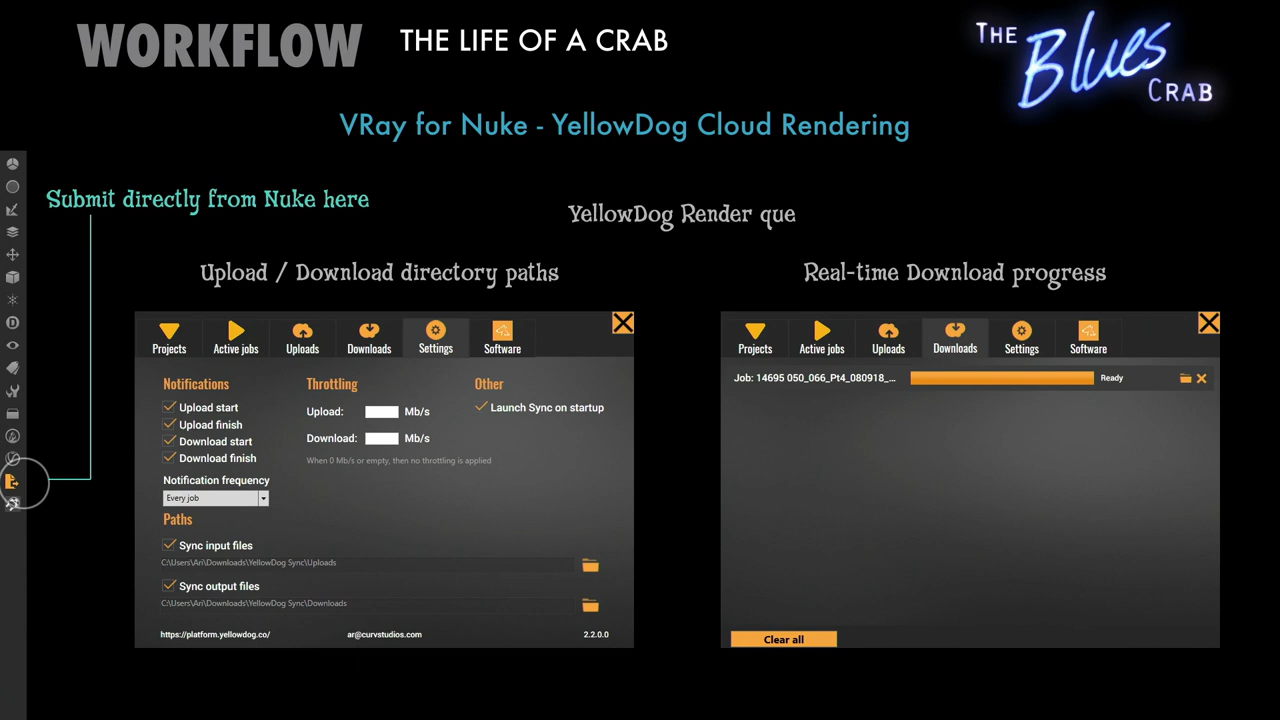 WORKFLOW THE LIFE OF A CRAB
THE Blues CRAB
VRay for Nuke - YellowDog Cloud Rendering
Submit directly from Nuke here
YellowDog Render que
Upload / Download directory paths
Real-time Download progress
Projects Active jobs Uploads Downloads Settings Software
Notifications Throttling Other
Upload start Upload: Mb/s Launch Sync on startup
Upload finish
Download start Download: Mb/s
Download finish When 0 Mb/s or empty, then no throttling is applied
Notification frequency
Every job
Paths
Sync input files
C:\Users\Ari\Downloads\YellowDog Sync\Uploads
Sync output files
C:\Users\Ari\Downloads\YellowDog Sync\Downloads
https://platform.yellowdog.co/ ar@curvstudios.com 2.2.0.0
Projects Active jobs Uploads Downloads Settings Software
Job: 14695 050_066_Pt4_080918_... Ready
Clear all